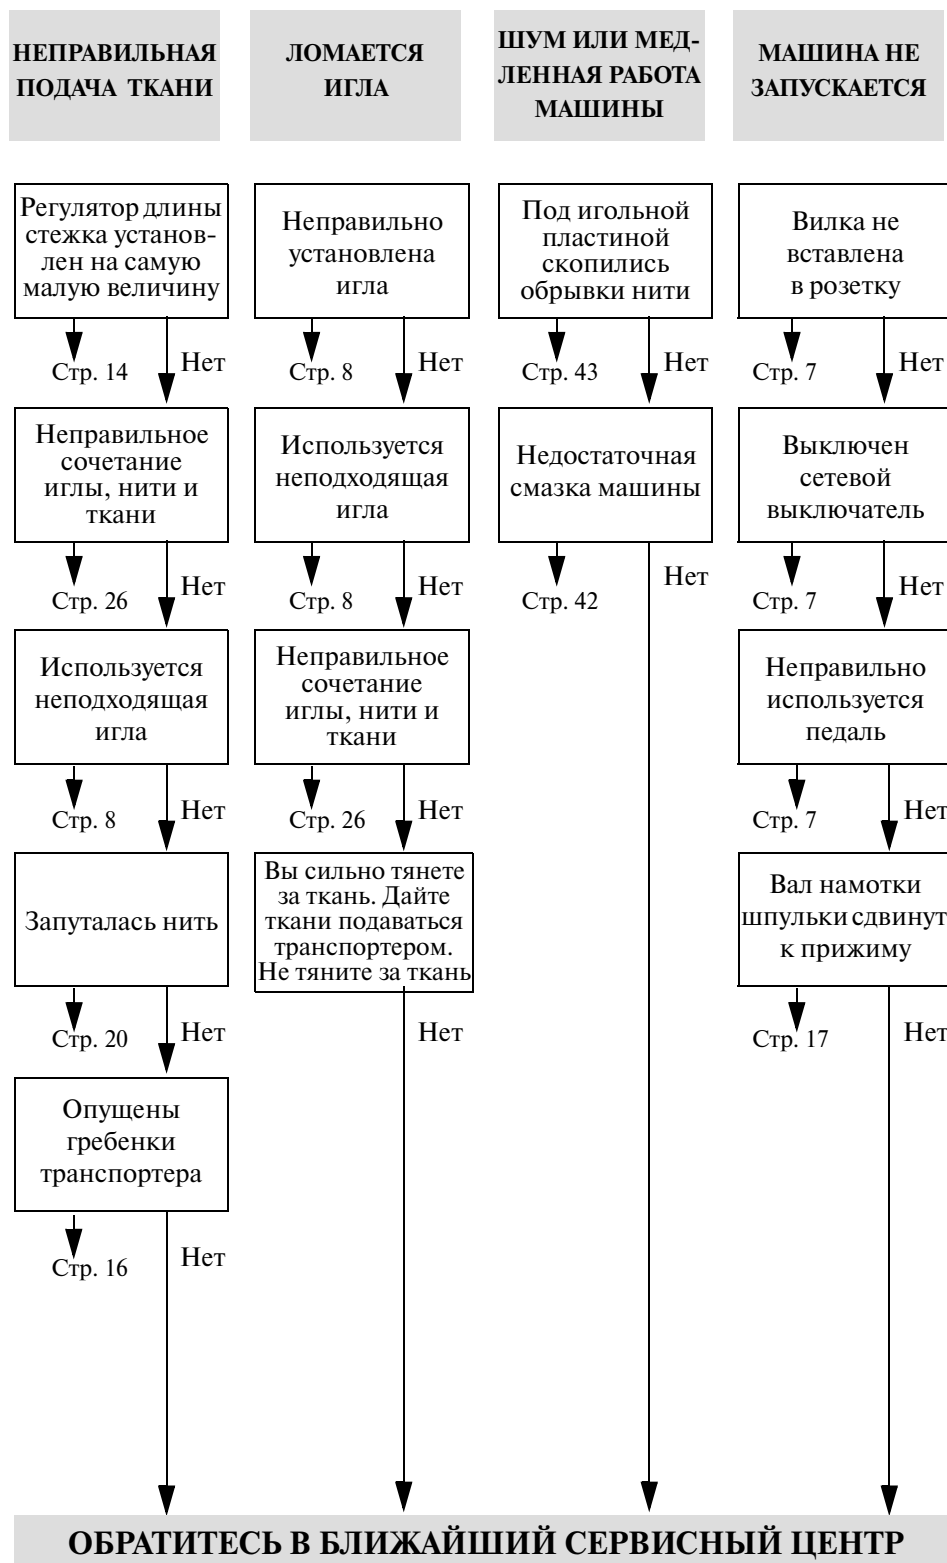 НЕПРАВИЛЬНАЯ
ПОДАЧА ТКАНИ
Регулятор длины
стежка установ-
лен на самую
малую величину
Стр. 14
Нет
Неправильное
сочетание
иглы, нити и
ткани
Стр. 26
Нет
Используется
неподходящая
игла
Стр. 8
Нет
Запуталась нить
Стр. 20
Нет
Опущены
гребенки
транспортера
Стр. 16
Нет
ЛОМАЕТСЯ
ИГЛА
Неправильно
установлена
игла
Стр. 8
Нет
Используется
неподходящая
игла
Стр. 8
Нет
Неправильное
сочетание
иглы, нити и
ткани
Стр. 26
Нет
Вы сильно тянете
за ткань. Дайте
ткани подаваться
транспортером.
Не тяните за ткань
Нет
ШУМ ИЛИ МЕД-
ЛЕННАЯ РАБОТА
МАШИНЫ
Под игольной
пластиной
скопились
обрывки нити
Стр. 43
Нет
Недостаточная
смазка машины
Стр. 42
Нет
МАШИНА НЕ
ЗАПУСКАЕТСЯ
Вилка не
вставлена
в розетку
Стр. 7
Нет
Выключен
сетевой
выключатель
Стр. 7
Нет
Неправильно
используется
педаль
Стр. 7
Нет
Вал намотки
шпульки сдвинут
к прижиму
Стр. 17
Нет
ОБРАТИТЕСЬ В БЛИЖАЙШИЙ СЕРВИСНЫЙ ЦЕНТР